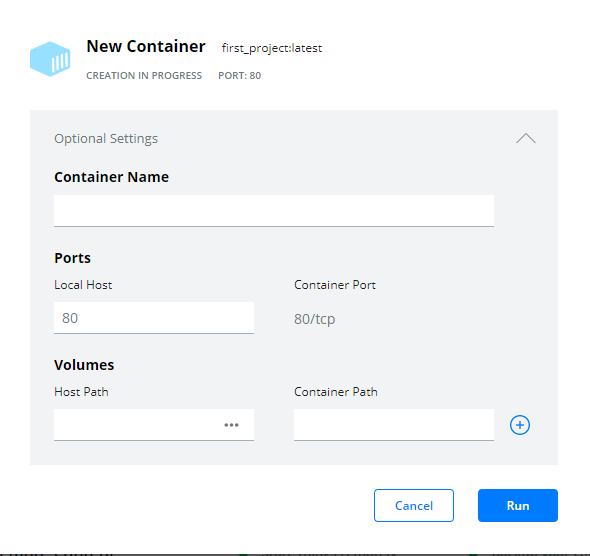 New Container first_project:latest
CREATION IN PROGRESS PORT: 80
Optional Settings
Container Name
Ports
Local Host Container Port
80 80/tcp
Volumes
Host Path Container Path
•••
Cancel Run